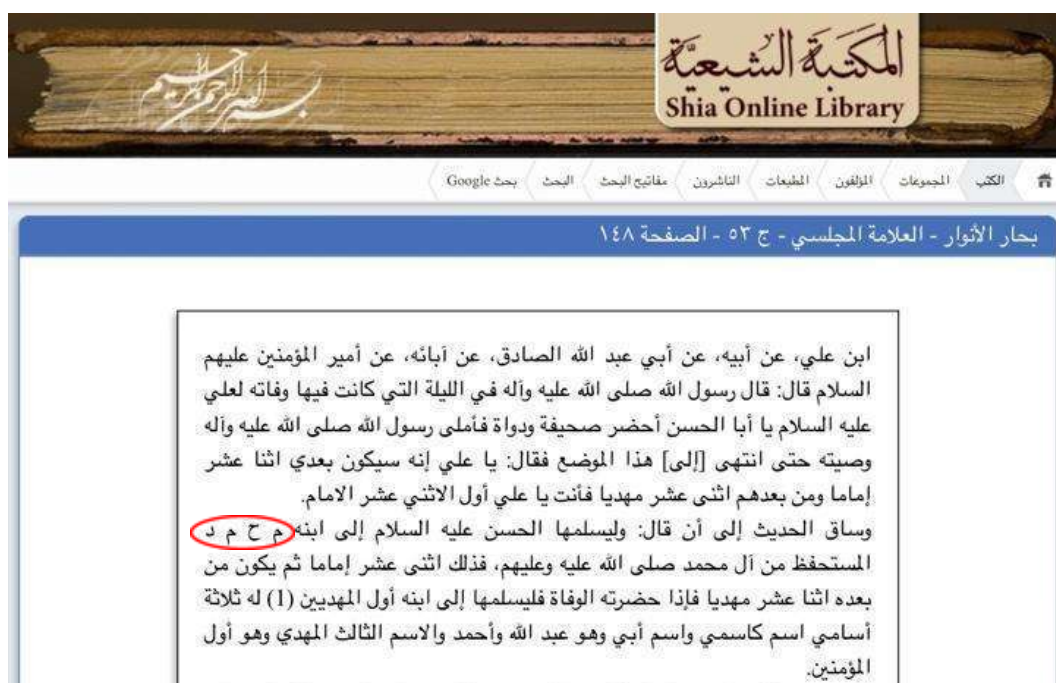 بسم الله الرحمن الرحيم
المكتبة الشيعية
Shia Online Library
الكتب المجموعات المؤلفون الطبعات الناشرون مفاتيح البحث البحث بحث Google
بحار الأنوار - العلامة المجلسي - ج ٥٣ - الصفحة ١٤٨
ابن علي، عن أبيه، عن أبي عبد الله الصادق، عن آبائه، عن أمير المؤمنين عليهم
السلام قال: قال رسول الله صلى الله عليه وآله في الليلة التي كانت فيها وفاته لعلي
عليه السلام يا أبا الحسن أحضر صحيفة ودواة فأملى رسول الله صلى الله عليه وآله
وصيته حتى انتهى [إلى] هذا الموضع فقال: يا علي إنه سيكون بعدي اثنا عشر
إماما ومن بعدهم اثنى عشر مهديا فأنت يا علي أول الاثني عشر الامام.
وساق الحديث إلى أن قال: وليسلمها الحسن عليه السلام إلى ابنه م ح م د
المستحفظ من آل محمد صلى الله عليه وعليهم، فذلك اثنى عشر إماما ثم يكون من
بعده اثنا عشر مهديا فإذا حضرته الوفاة فليسلمها إلى ابنه أول المهديين (1) له ثلاثة
أسامي اسم كاسمي واسم أبي وهو عبد الله وأحمد والاسم الثالث المهدي وهو أول
المؤمنين.